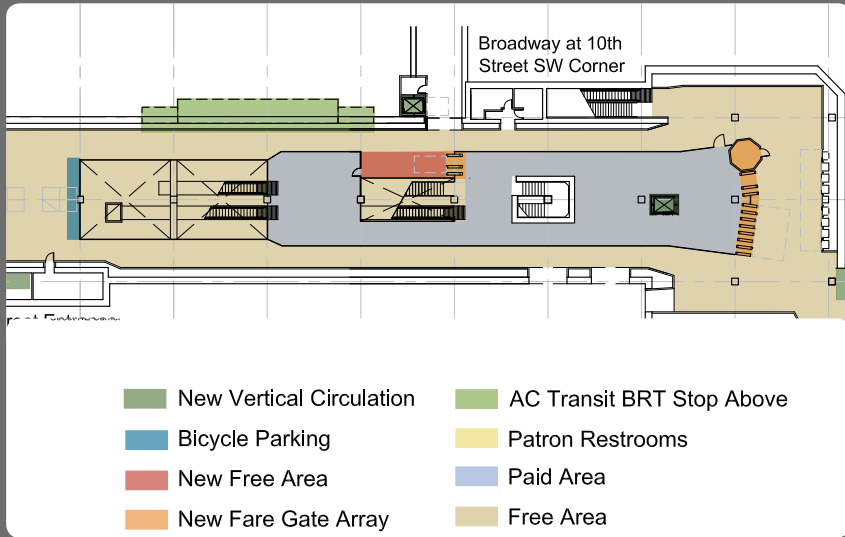 Broadway at 10th
Street SW Corner
New Vertical Circulation
AC Transit BRT Stop Above
Bicycle Parking
Patron Restrooms
New Free Area
Paid Area
New Fare Gate Array
Free Area